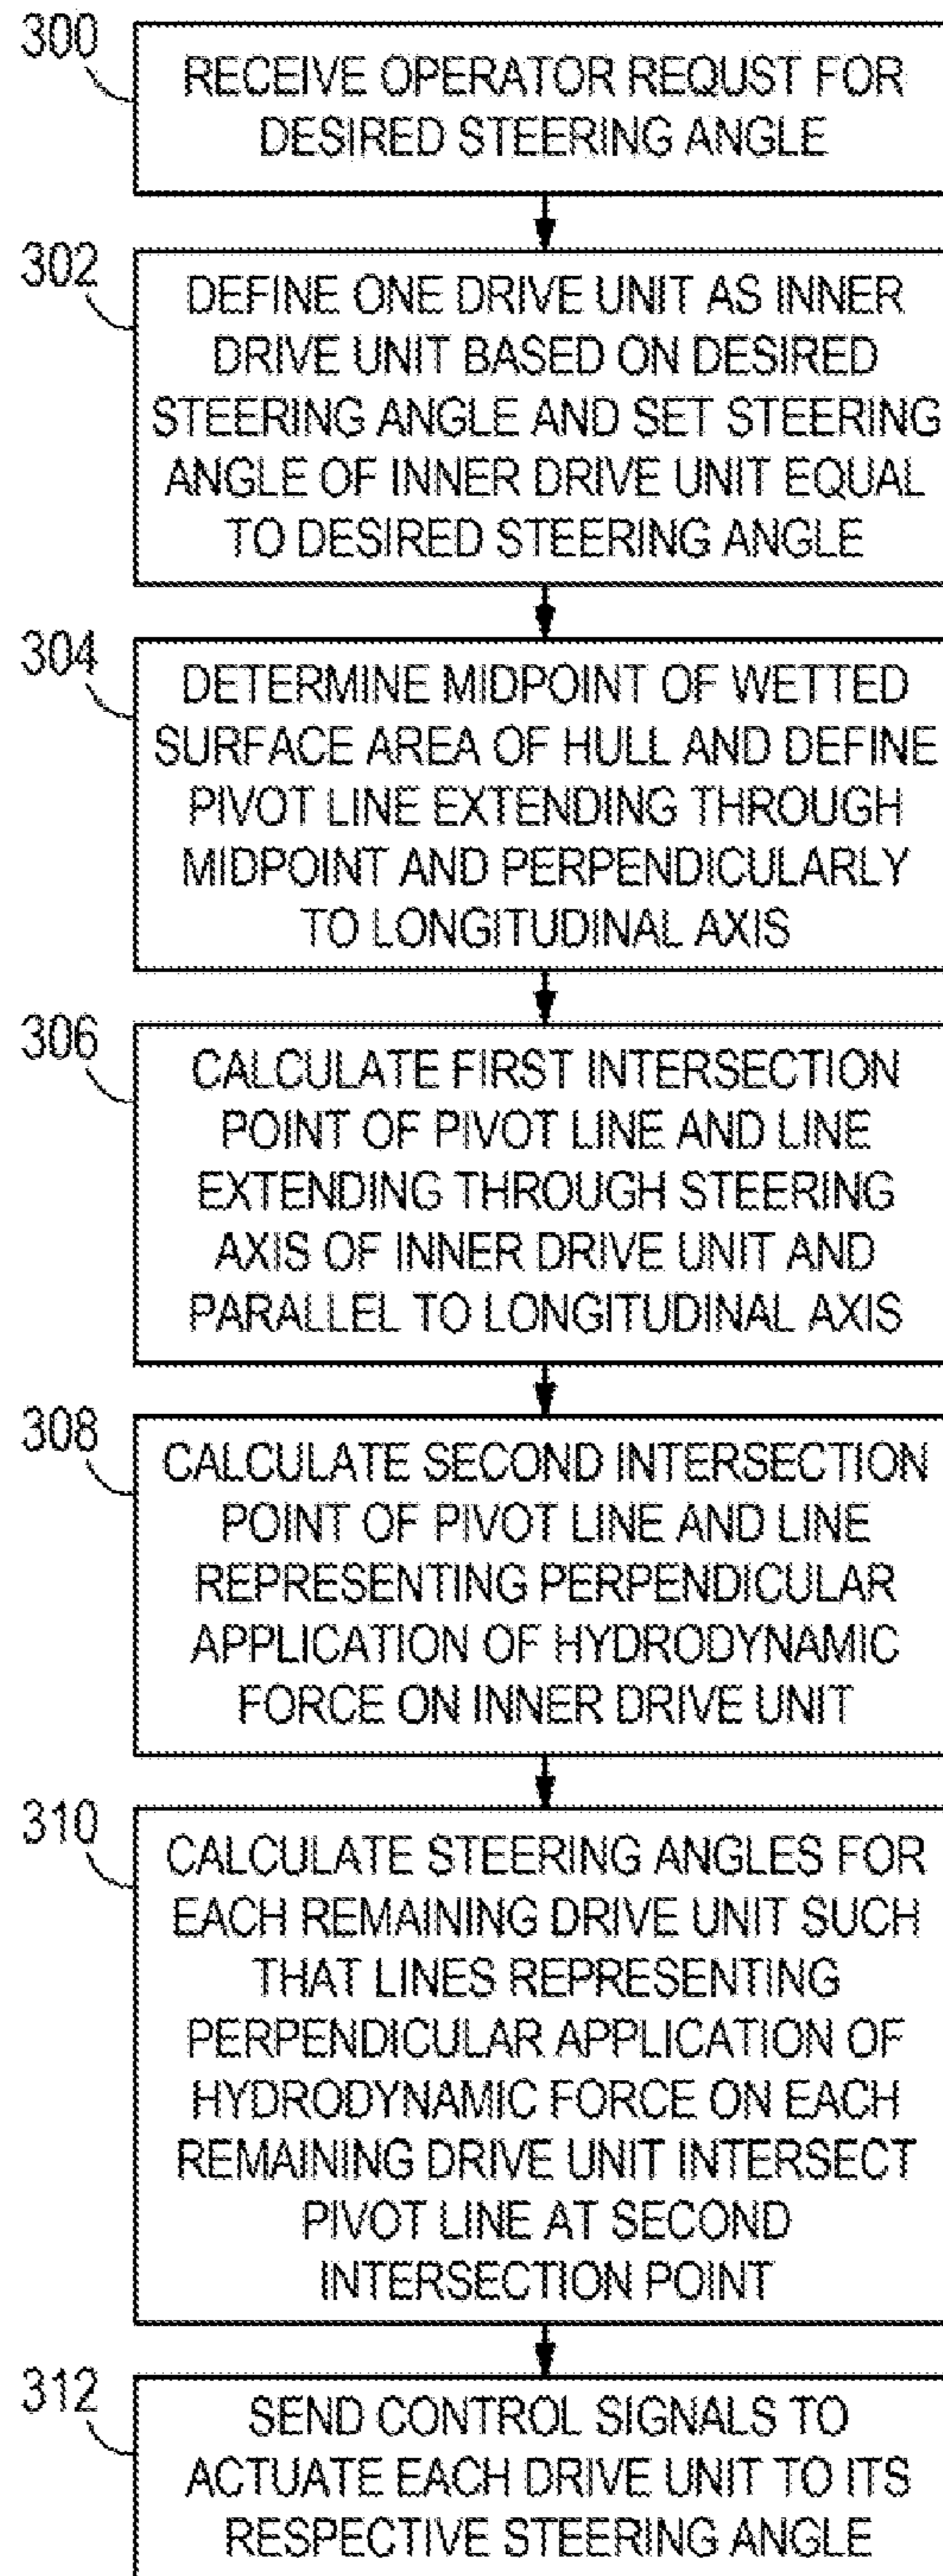 300
RECEIVE OPERATOR REQUST FOR
DESIRED STEERING ANGLE
302
DEFINE ONE DRIVE UNIT AS INNER
DRIVE UNIT BASED ON DESIRED
STEERING ANGLE AND SET STEERING
ANGLE OF INNER DRIVE UNIT EQUAL
TO DESIRED STEERING ANGLE
304
DETERMINE MIDPOINT OF WETTED
SURFACE AREA OF HULL AND DEFINE
PIVOT LINE EXTENDING THROUGH
MIDPOINT AND PERPENDICULARLY
TO LONGITUDINAL AXIS
306
CALCULATE FIRST INTERSECTION
POINT OF PIVOT LINE AND LINE
EXTENDING THROUGH STEERING
AXIS OF INNER DRIVE UNIT AND
PARALLEL TO LONGITUDINAL AXIS
308
CALCULATE SECOND INTERSECTION
POINT OF PIVOT LINE AND LINE
REPRESENTING PERPENDICULAR
APPLICATION OF HYDRODYNAMIC
FORCE ON INNER DRIVE UNIT
310
CALCULATE STEERING ANGLES FOR
EACH REMAINING DRIVE UNIT SUCH
THAT LINES REPRESENTING
PERPENDICULAR APPLICATION OF
HYDRODYNAMIC FORCE ON EACH
REMAINING DRIVE UNIT INTERSECT
PIVOT LINE AT SECOND
INTERSECTION POINT
312
SEND CONTROL SIGNALS TO
ACTUATE EACH DRIVE UNIT TO ITS
RESPECTIVE STEERING ANGLE